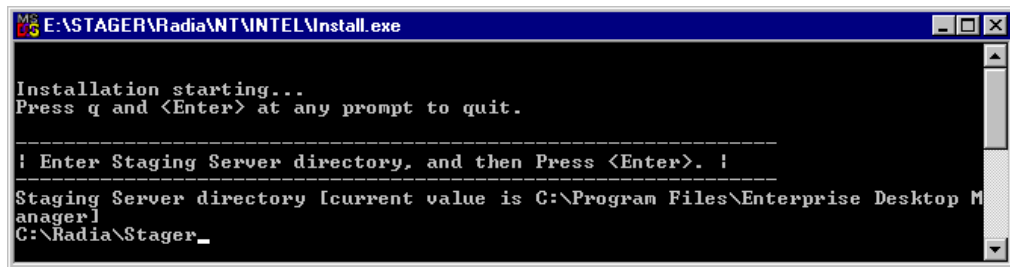 E:\STAGER\Radia\NT\INTEL\Install.exe
Installation starting...
Press q and <Enter> at any prompt to quit.
| Enter Staging Server directory, and then Press <Enter>. |
Staging Server directory [current value is C:\Program Files\Enterprise Desktop M
anager]
C:\Radia\Stager_